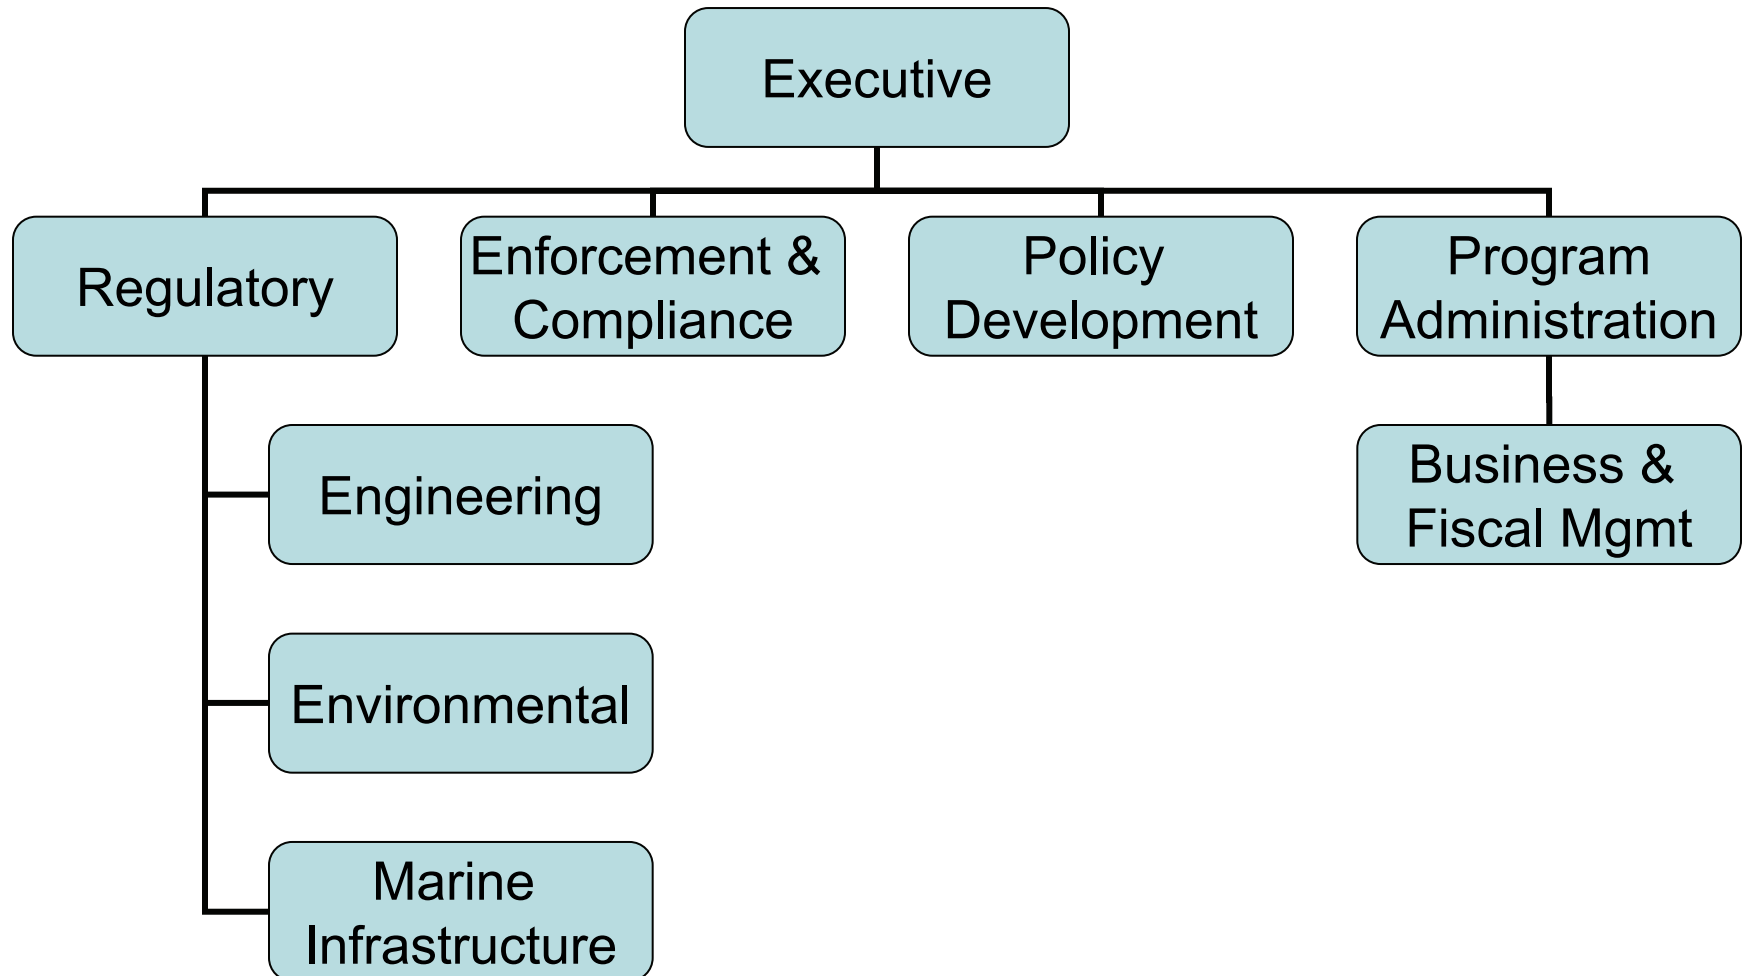 Executive
Regulatory
Enforcement &
Compliance
Policy
Development
Program
Administration
Engineering
Business &
Fiscal Mgmt
Environmental
Marine
Infrastructure